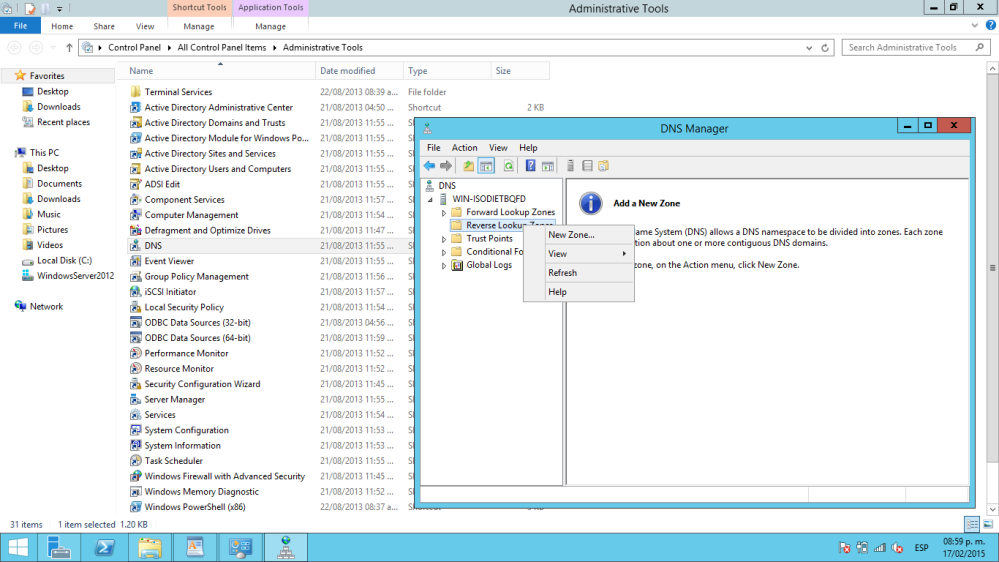 Shortcut Tools
Application Tools
Administrative Tools
File
Home
Share
View
Manage
Manage
Control Panel
All Control Panel Items
Administrative Tools
Search Administrative Tools
Favorites
Desktop
Downloads
Recent places
This PC
Desktop
Documents
Downloads
Music
Pictures
Videos
Local Disk (C:)
WindowsServer2012
Network
Name
Date modified
Type
Size
Terminal Services 22/08/2013 08:39 a... File folder
Active Directory Administrative Center 21/08/2013 04:50 ... Shortcut 2 KB
Active Directory Domains and Trusts 21/08/2013 11:55 ...
Active Directory Module for Windows Po... 21/08/2013 11:55 ...
Active Directory Sites and Services 21/08/2013 11:55 ...
Active Directory Users and Computers 21/08/2013 11:55 ...
ADSI Edit 21/08/2013 11:55 ...
Component Services 21/08/2013 11:57 ...
Computer Management 21/08/2013 11:54 ...
Defragment and Optimize Drives 21/08/2013 11:47 ...
DNS 21/08/2013 11:55 ...
Event Viewer 21/08/2013 11:55 ...
Group Policy Management 21/08/2013 11:56 ...
iSCSI Initiator 21/08/2013 11:57 ...
Local Security Policy 21/08/2013 11:54 ...
ODBC Data Sources (32-bit) 21/08/2013 04:56 ...
ODBC Data Sources (64-bit) 21/08/2013 11:59 ...
Performance Monitor 21/08/2013 11:52 ...
Resource Monitor 21/08/2013 11:52 ...
Security Configuration Wizard 21/08/2013 11:45 ...
Server Manager 21/08/2013 11:55 ...
Services 21/08/2013 11:54 ...
System Configuration 21/08/2013 11:53 ...
System Information 21/08/2013 11:53 ...
Task Scheduler 21/08/2013 11:55 ...
Windows Firewall with Advanced Security 21/08/2013 11:45 ...
Windows Memory Diagnostic 21/08/2013 11:52 ...
Windows PowerShell (x86) 22/08/2013 08:37 a...
DNS Manager
File Action View Help
DNS
WIN-ISODIETBQFD
Forward Lookup Zones
Reverse Lookup Zones
Trust Points
Conditional Fo
Global Logs
New Zone...
View
Refresh
Help
Add a New Zone
ame System (DNS) allows a DNS namespace to be divided into zones. Each zone
tion about one or more contiguous DNS domains.
zone, on the Action menu, click New Zone.
31 items 1 item selected 1.20 KB
ESP
08:59 p. m.
17/02/2015